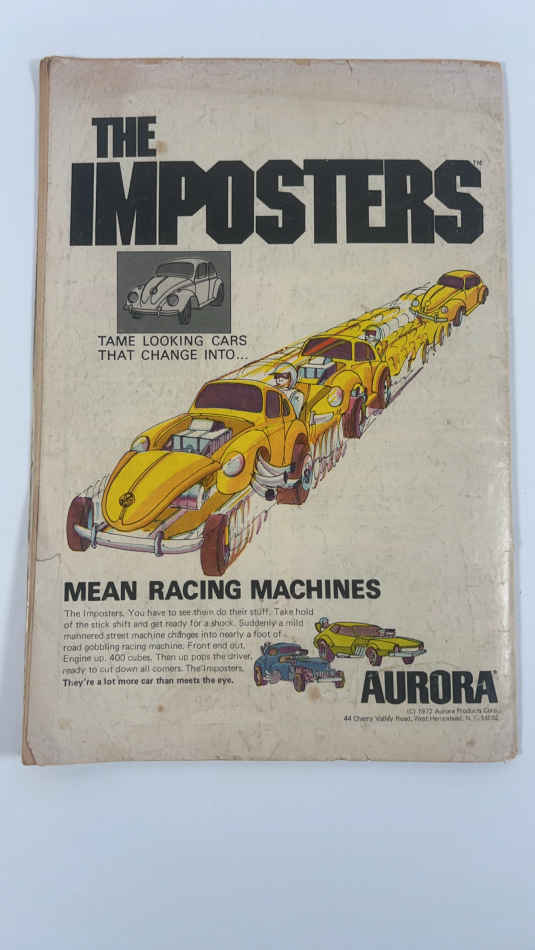 THE
IMPOSTERS™
TAME LOOKING CARS
THAT CHANGE INTO...
MEAN RACING MACHINES
The Imposters. You have to see them do their stuff. Take hold
of the stick shift and get ready for a shock. Suddenly a mild
mannered street machine changes into nearly a foot of
road gobbling racing machine. Front end out.
Engine up. 400 cubes. Then up pops the driver,
ready to cut down all corners. The Imposters.
They're a lot more car than meets the eye.
AURORA®
(C) 1972 Aurora Products Corp.,
44 Cherry Valley Road, West Hempstead, N.Y.